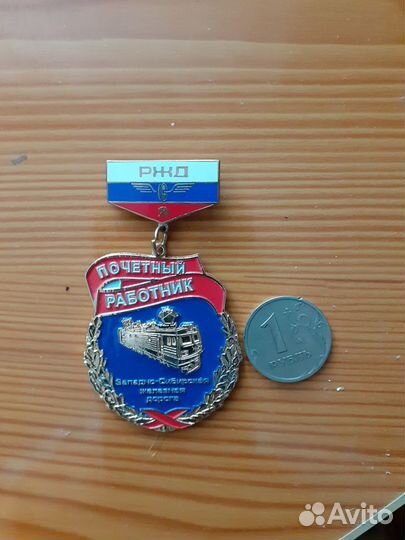 РЖД
ПОЧЕТНЫЙ
РАБОТНИК
Западно-Сибирская
железная
дорога
1
РУБЛЬ
Avito